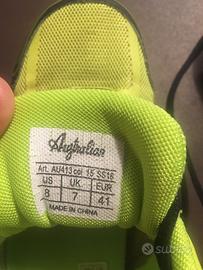 Australian
Art. AU413 col 15 SS16
US UK EUR
8 7 41
MADE IN CHINA
subito